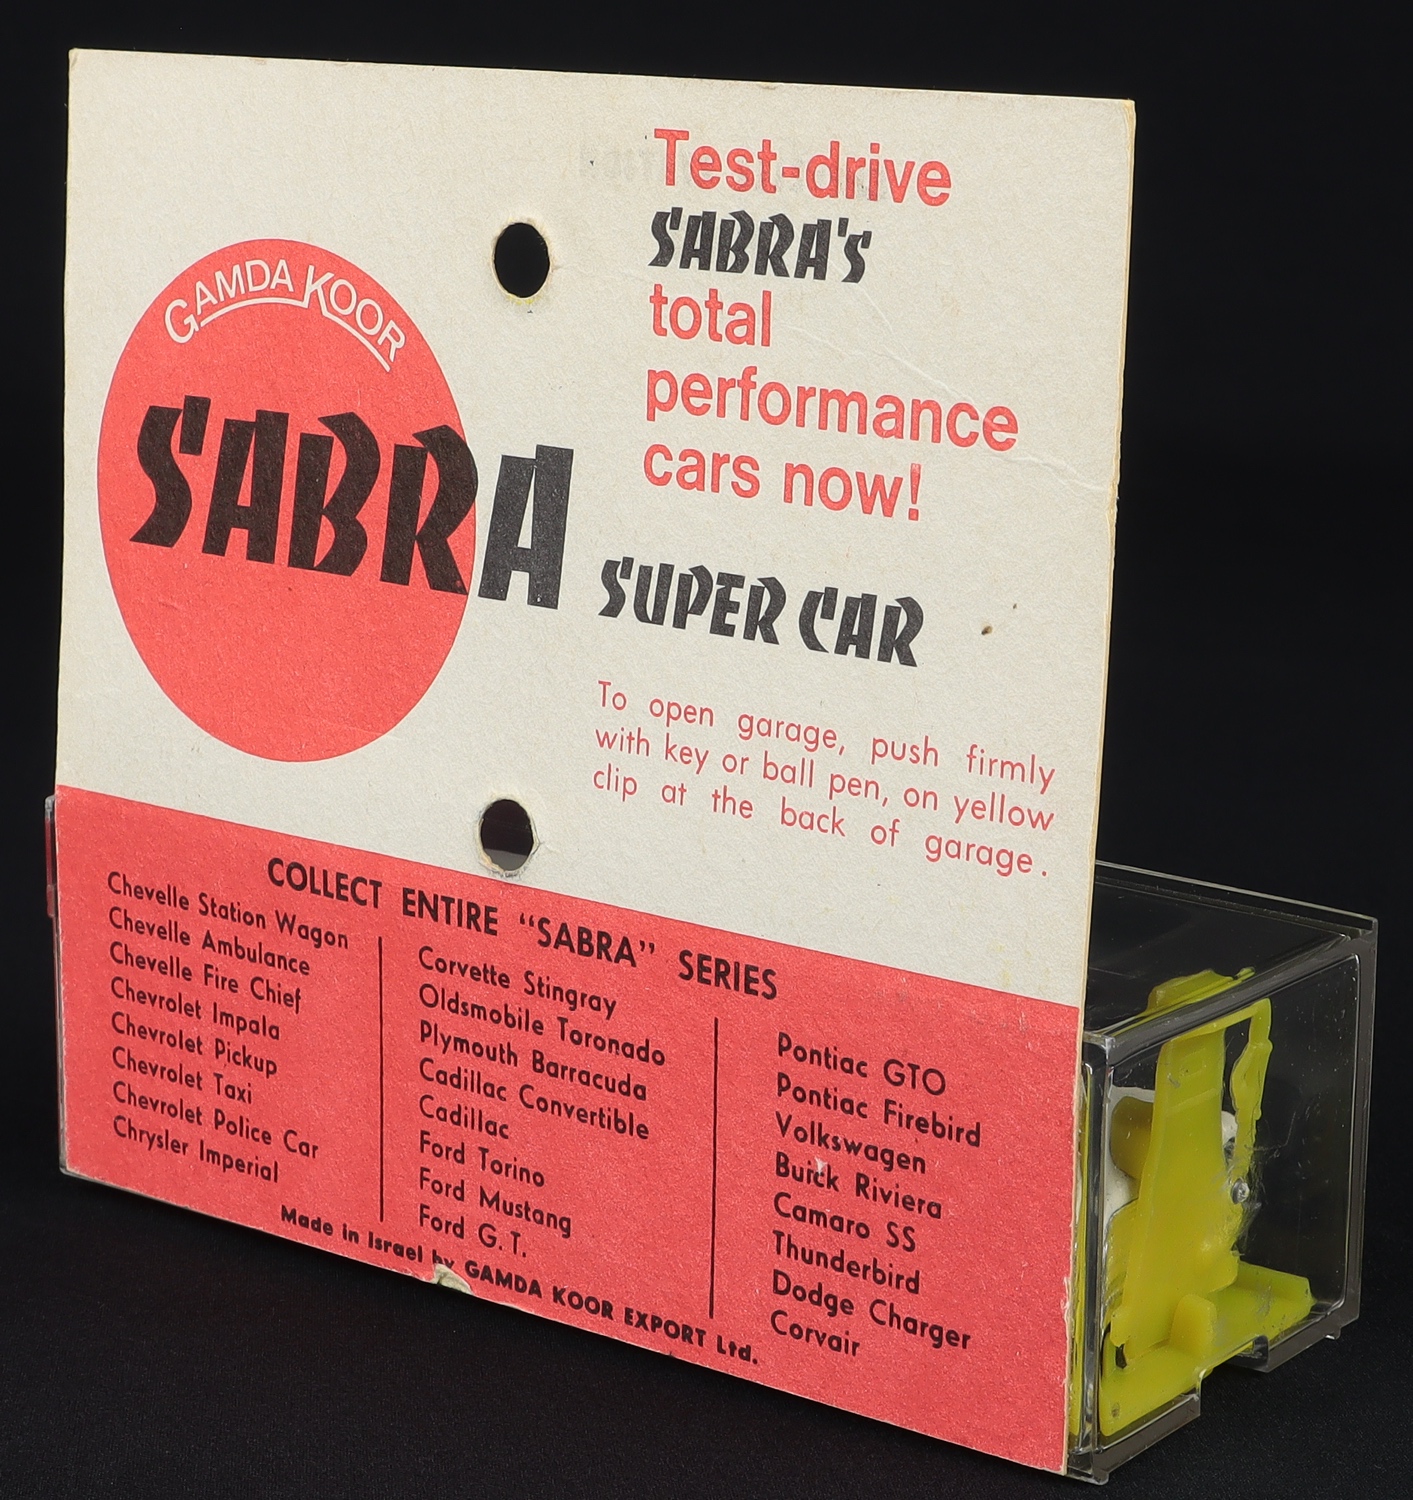 GAMDA KOOR
SABRA
Test-drive
SABRA'S
total
performance
cars now!
SUPER CAR
To open garage, push firmly
with key or ball pen, on yellow
clip at the back of garage.
COLLECT ENTIRE "SABRA" SERIES
Chevelle Station Wagon
Chevelle Ambulance
Chevelle Fire Chief
Chevrolet Impala
Chevrolet Pickup
Chevrolet Taxi
Chevrolet Police Car
Chrysler Imperial
Corvette Stingray
Oldsmobile Toronado
Plymouth Barracuda
Cadillac Convertible
Cadillac
Ford Torino
Ford Mustang
Ford G. T.
Pontiac GTO
Pontiac Firebird
Volkswagen
Buick Riviera
Camaro SS
Thunderbird
Dodge Charger
Corvair
Made in Israel by GAMDA KOOR EXPORT Ltd.